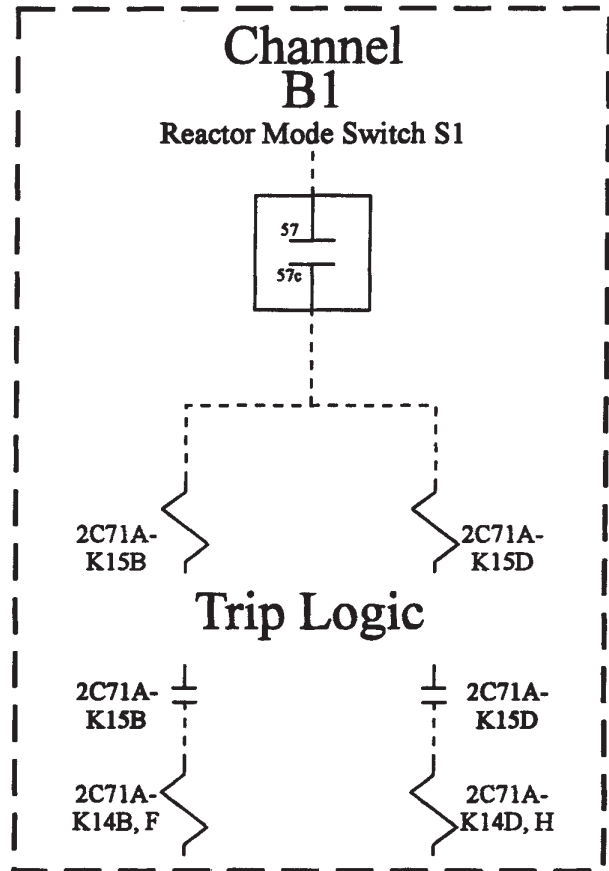 Channel
B1
Reactor Mode Switch S1
57
57c
2C71A-
K15B
2C71A-
K15D
Trip Logic
2C71A-
K15B
2C71A-
K15D
2C71A-
K14B, F
2C71A-
K14D, H